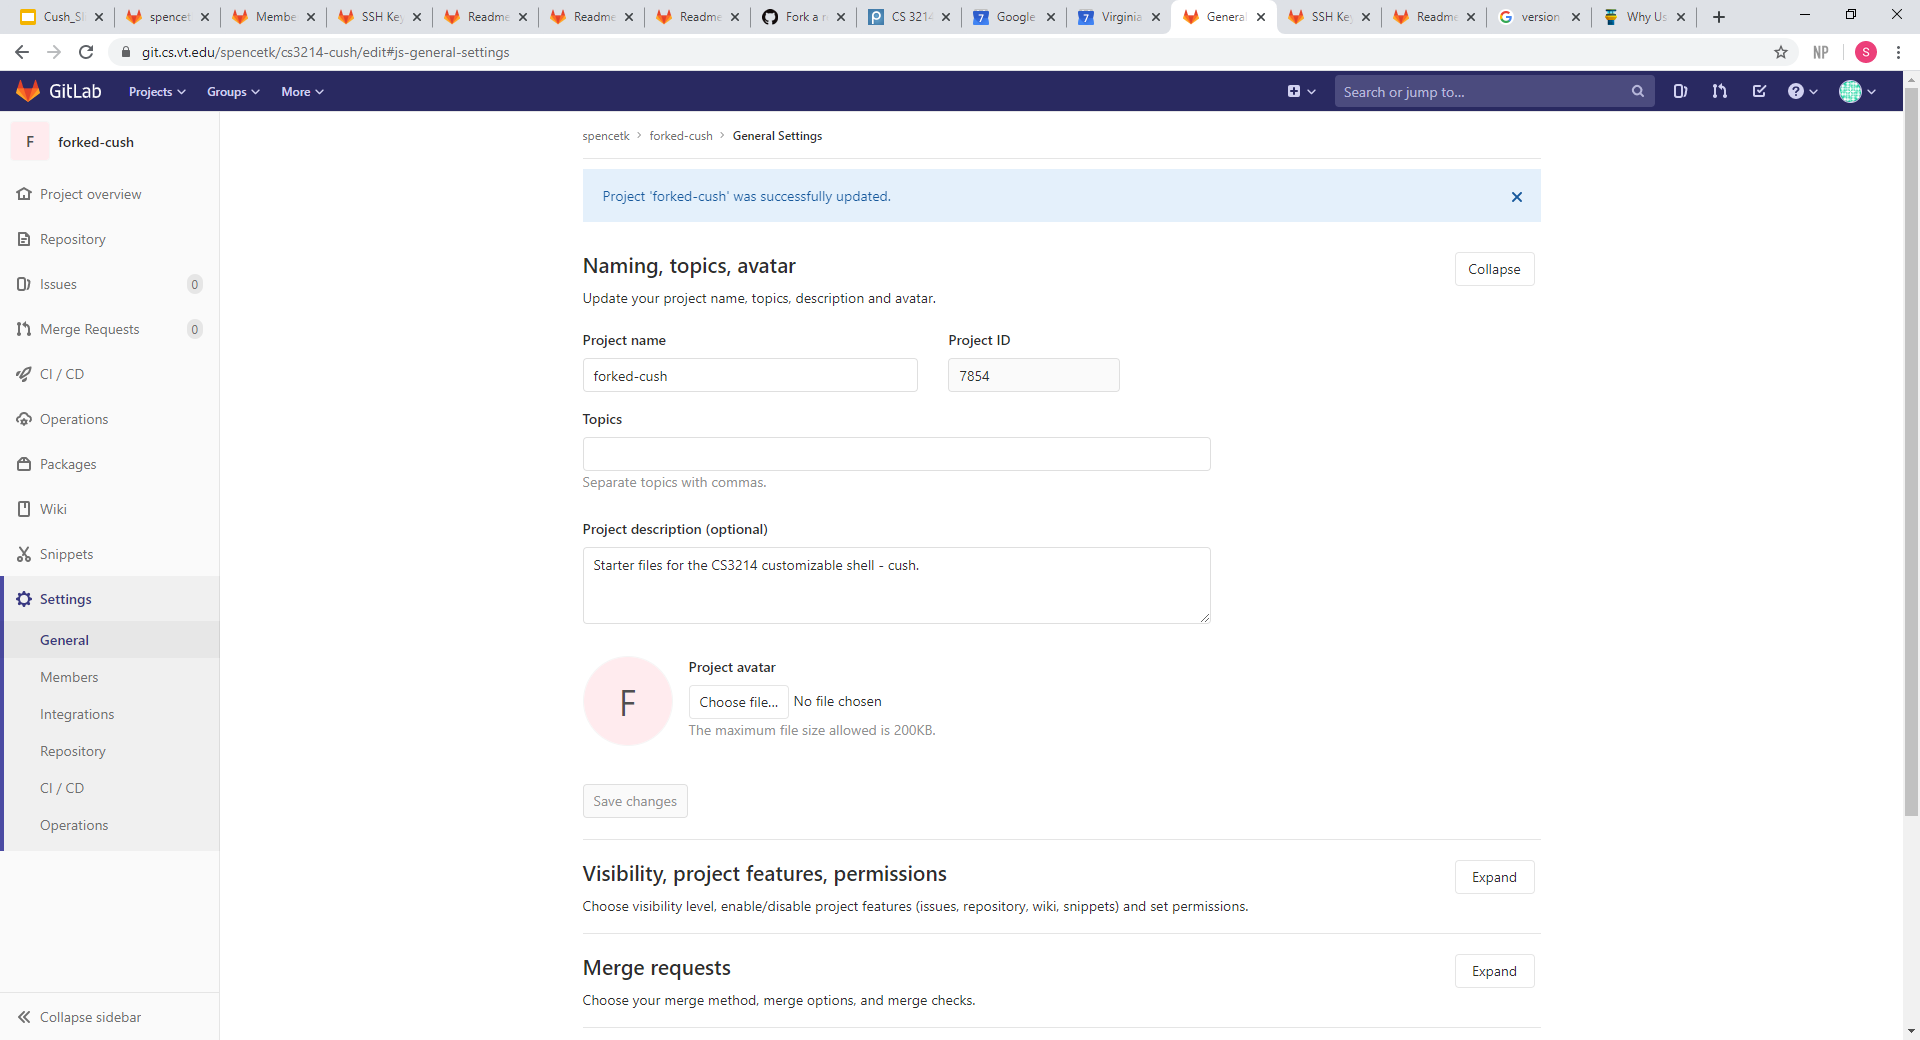 Cush_Sl
spencet
Membe
SSH Key
Readme
Readme
Readme
Fork a r
CS 3214
Google
Virginia
General
SSH Key
Readme
version
Why Us
git.cs.vt.edu/spencetk/cs3214-cush/edit#js-general-settings
NP
S
GitLab
Projects
Groups
More
Search or jump to...
F
forked-cush
Project overview
Repository
Issues 0
Merge Requests 0
CI / CD
Operations
Packages
Wiki
Snippets
Settings
General
Members
Integrations
Repository
CI / CD
Operations
Collapse sidebar
spencetk > forked-cush > General Settings
Project 'forked-cush' was successfully updated.
Naming, topics, avatar
Collapse
Update your project name, topics, description and avatar.
Project name
Project ID
forked-cush
7854
Topics
Separate topics with commas.
Project description (optional)
Starter files for the CS3214 customizable shell - cush.
F
Project avatar
Choose file... No file chosen
The maximum file size allowed is 200KB.
Save changes
Visibility, project features, permissions
Expand
Choose visibility level, enable/disable project features (issues, repository, wiki, snippets) and set permissions.
Merge requests
Expand
Choose your merge method, merge options, and merge checks.